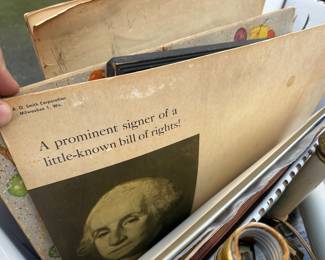 A. O. Smith Corporation
Milwaukee 1, Wis.
A prominent signer of a
little-known bill of rights!